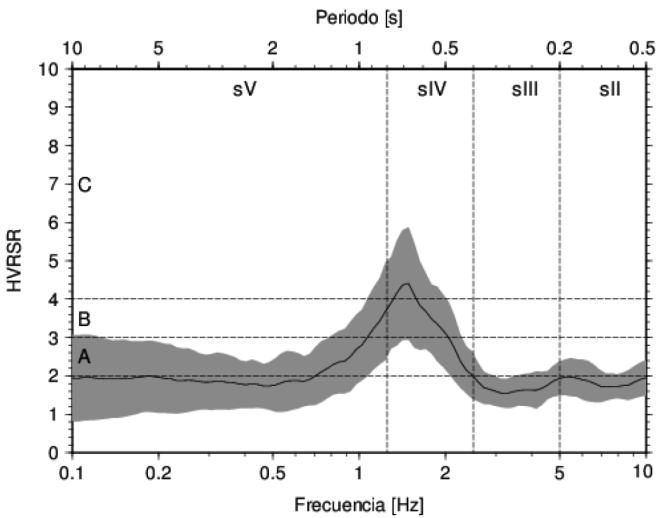 Periodo [s]
10 5 2 1 0.5 0.2 0.5
10 sV sIV sIII sII
9
8
7 C
6
HVRSR
5
4
B
3
A
2
1
0
0.1 0.2 0.5 1 2 5 10
Frecuencia [Hz]